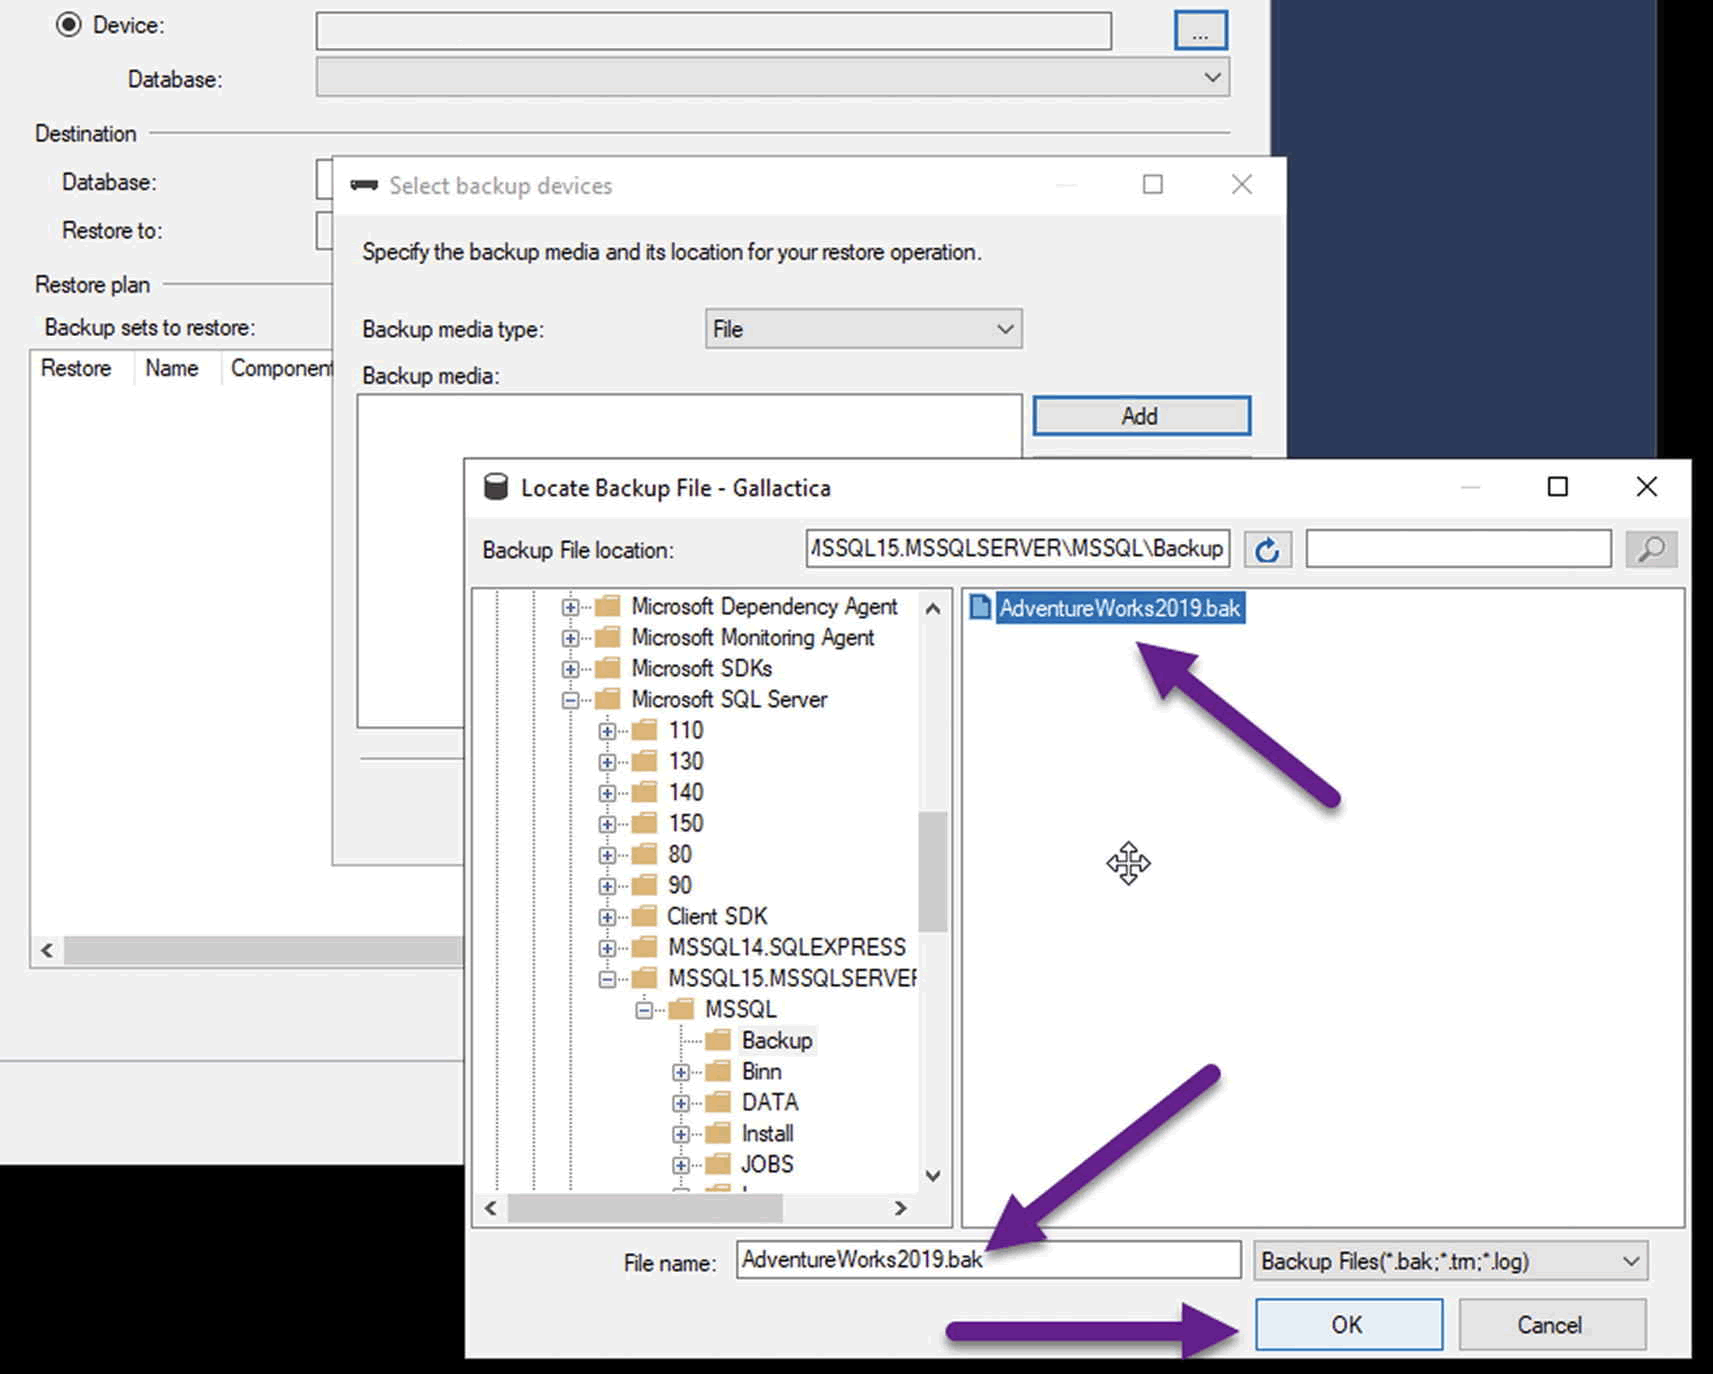 Device:
...
Database:
Destination
Database:
Restore to:
Restore plan
Backup sets to restore:
Restore Name Component
Select backup devices
Specify the backup media and its location for your restore operation.
Backup media type: File
Backup media:
Add
Locate Backup File - Gallactica
Backup File location: MSSQL15.MSSQLSERVER\MSSQL\Backup
Microsoft Dependency Agent
Microsoft Monitoring Agent
Microsoft SDKs
Microsoft SQL Server
110
130
140
150
80
90
Client SDK
MSSQL14.SQLEXPRESS
MSSQL15.MSSQLSERVER
MSSQL
Backup
Binn
DATA
Install
JOBS
AdventureWorks2019.bak
File name: AdventureWorks2019.bak Backup Files(*.bak;*.trn;*.log)
OK Cancel